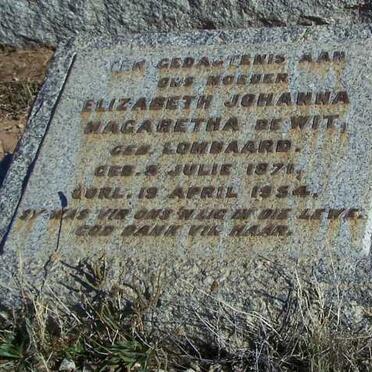 TER GEDAGTENIS AAN
ONS MOEDER
ELIZABETH JOHANNA
MAGARETHA DE WIT,
GEB. LOMBAARD.
GEB. 9 JULIE 1871.
OORL. 19 APRIL 1954.
SY WAS VIR ONS 'N LIG IN DIE LEWE.
GOD DANK VIR HAAR.